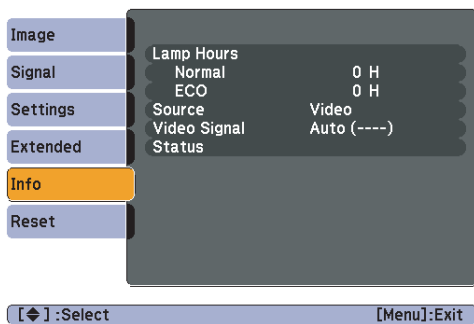 Image
Signal
Settings
Extended
Info
Reset
Lamp Hours
Normal 0 H
ECO 0 H
Source Video
Video Signal Auto (----)
Status
[◆] :Select [Menu]:Exit